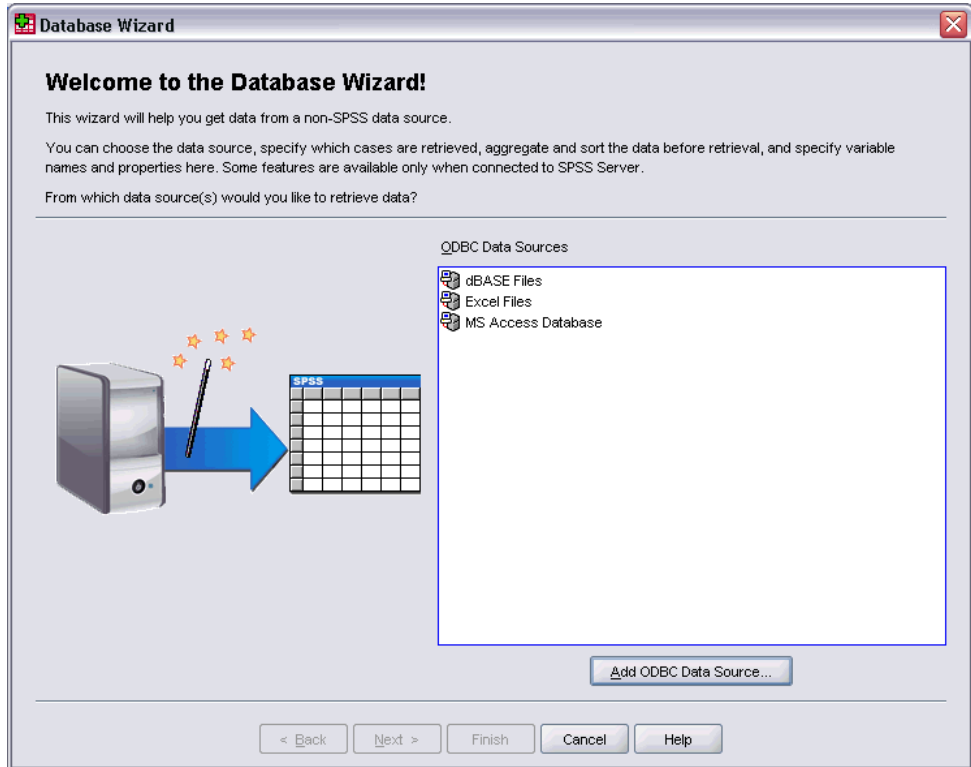 Database Wizard
Welcome to the Database Wizard!
This wizard will help you get data from a non-SPSS data source.
You can choose the data source, specify which cases are retrieved, aggregate and sort the data before retrieval, and specify variable
names and properties here. Some features are available only when connected to SPSS Server.
From which data source(s) would you like to retrieve data?
ODBC Data Sources
dBASE Files
Excel Files
MS Access Database
SPSS
Add ODBC Data Source...
< Back
Next >
Finish
Cancel
Help